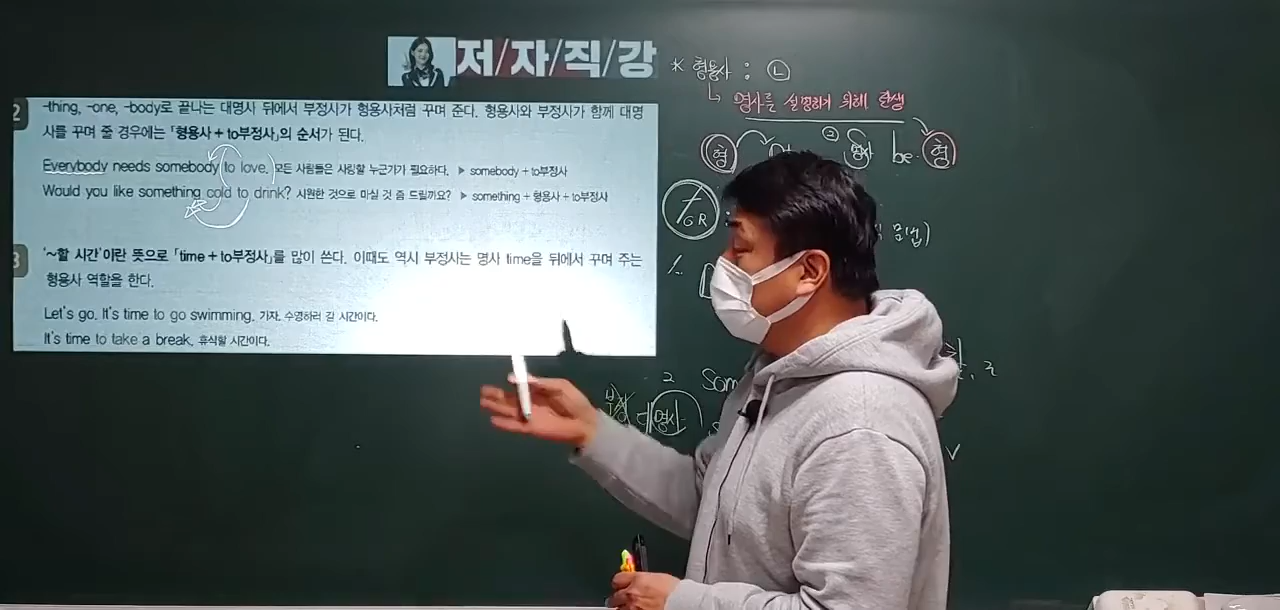 저/자/직/강
2
-thing, -one, -body로 끝나는 대명사 뒤에서 부정사가 형용사처럼 꾸며 준다. 형용사와 부정사가 함께 대명
사를 꾸며 줄 경우에는 「형용사 + to부정사」의 순서가 된다.
Everybody needs somebody to love. 모든 사람들은 사랑할 누군가가 필요하다. ▶ somebody + to부정사
Would you like something cold to drink? 시원한 것으로 마실 것 좀 드릴까요? ▶ something + 형용사 + to부정사
3
'~할 시간'이란 뜻으로 「time + to부정사」를 많이 쓴다. 이때도 역시 부정사는 명사 time을 뒤에서 꾸며 주는
형용사 역할을 한다.
Let's go. It's time to go swimming. 가자. 수영하러 갈 시간이다.
It's time to take a break. 휴식할 시간이다.
* 형용사 : ㄴ
명사를 설명하기 위해 탄생
형 ② be 형
GR
문법)
2 Som
대명사